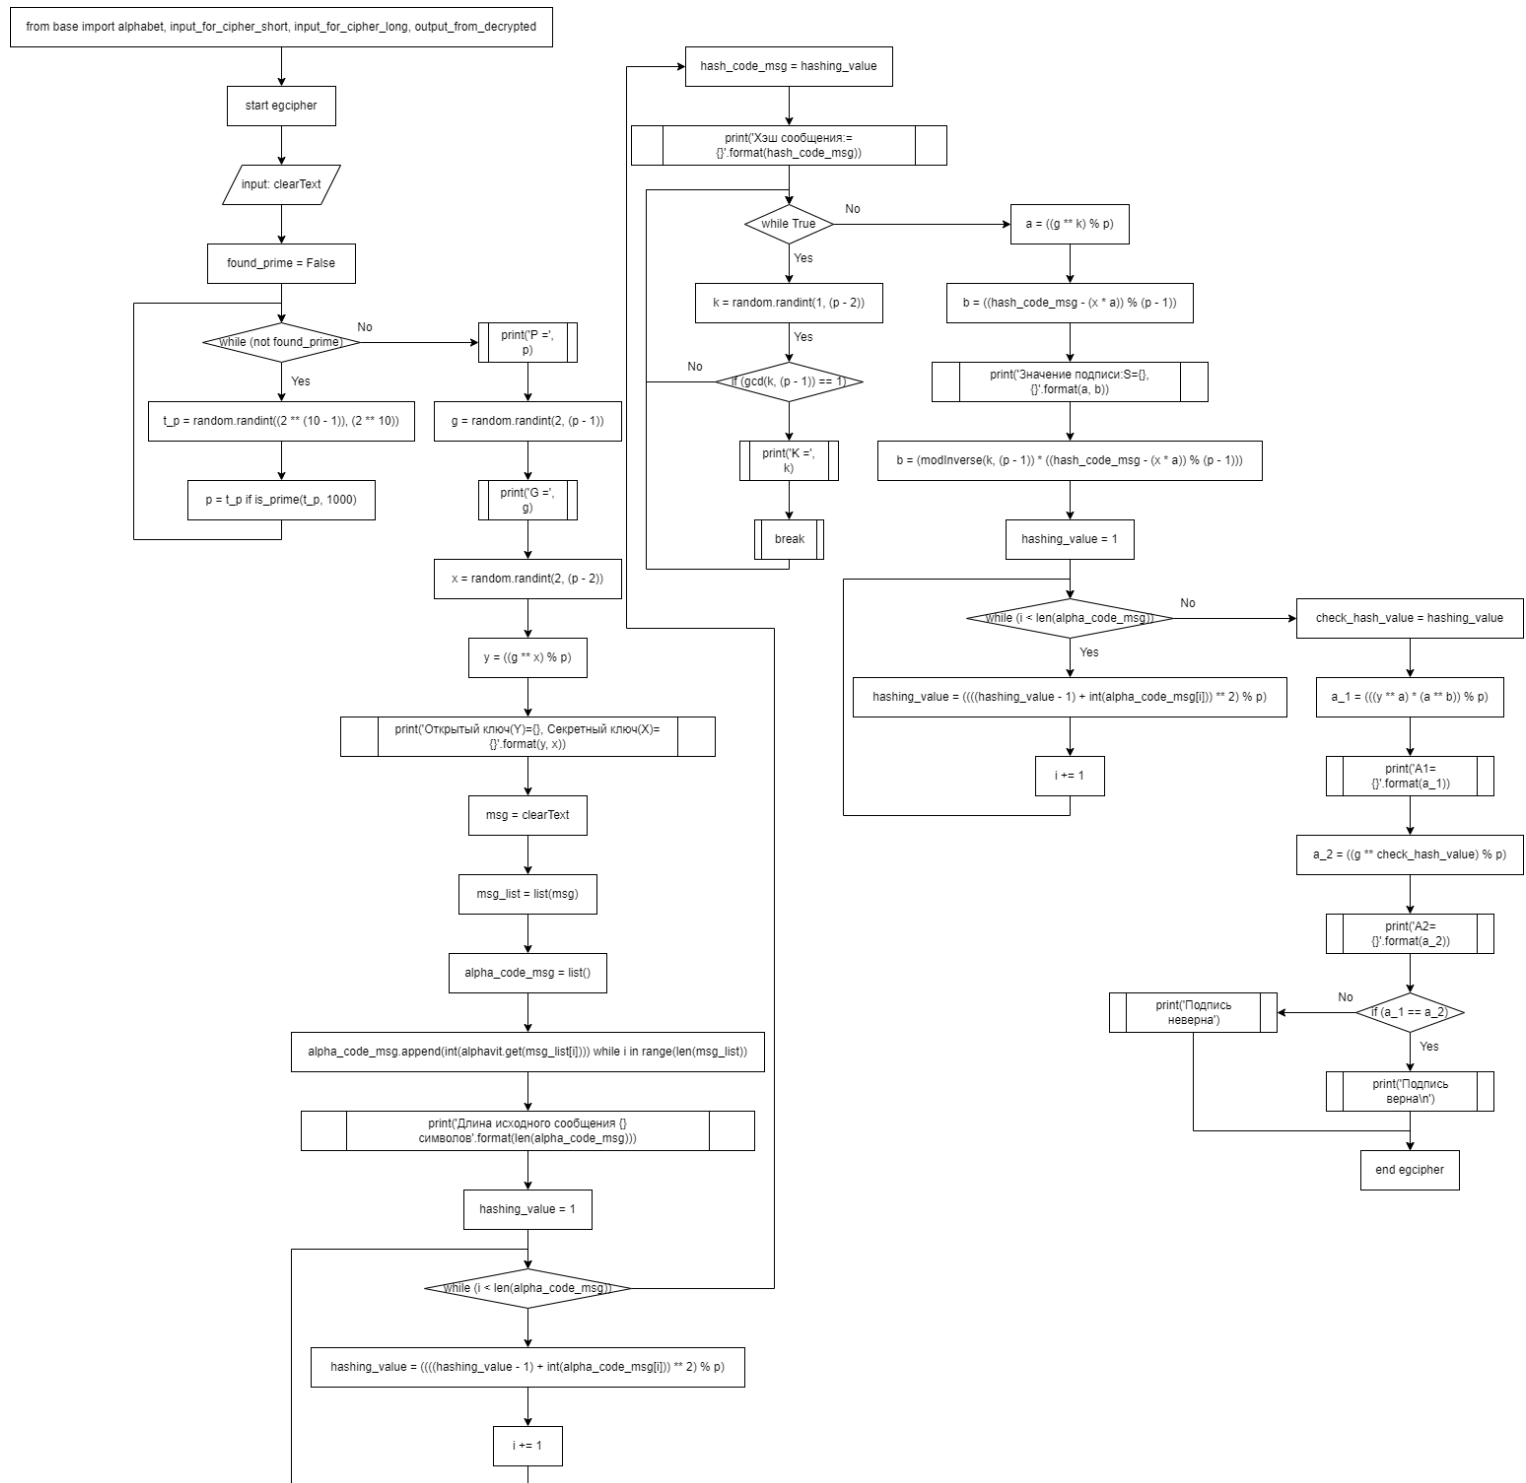 from base import alphabet, input_for_cipher_short, input_for_cipher_long, output_from_decrypted
start egcipher
input: clearText
found_prime = False
while (not found_prime)
No
Yes
t_p = random.randint((2 ** (10 - 1)), (2 ** 10))
p = t_p if is_prime(t_p, 1000)
print('P =',
p)
g = random.randint(2, (p - 1))
print('G =',
g)
x = random.randint(2, (p - 2))
y = ((g ** x) % p)
print('Открытый ключ(Y)={}, Секретный ключ(X)=
{}'.format(y, x))
msg = clearText
msg_list = list(msg)
alpha_code_msg = list()
alpha_code_msg.append(int(alphavit.get(msg_list[i]))) while i in range(len(msg_list))
print('Длина исходного сообщения {}
символов'.format(len(alpha_code_msg)))
hashing_value = 1
while (i < len(alpha_code_msg))
hashing_value = ((((hashing_value - 1) + int(alpha_code_msg[i])) ** 2) % p)
i += 1
hash_code_msg = hashing_value
print('Хэш сообщения:=
{}'.format(hash_code_msg))
while True
No
Yes
k = random.randint(1, (p - 2))
Yes
if (gcd(k, (p - 1)) == 1)
No
print('K =',
k)
break
a = ((g ** k) % p)
b = ((hash_code_msg - (x * a)) % (p - 1))
print('Значение подписи:S={},
{}'.format(a, b))
b = (modInverse(k, (p - 1)) * ((hash_code_msg - (x * a)) % (p - 1)))
hashing_value = 1
while (i < len(alpha_code_msg))
No
Yes
hashing_value = ((((hashing_value - 1) + int(alpha_code_msg[i])) ** 2) % p)
i += 1
check_hash_value = hashing_value
a_1 = (((y ** a) * (a ** b)) % p)
print('A1=
{}'.format(a_1))
a_2 = ((g ** check_hash_value) % p)
print('A2=
{}'.format(a_2))
if (a_1 == a_2)
No
print('Подпись
неверна')
Yes
print('Подпись
верна\n')
end egcipher